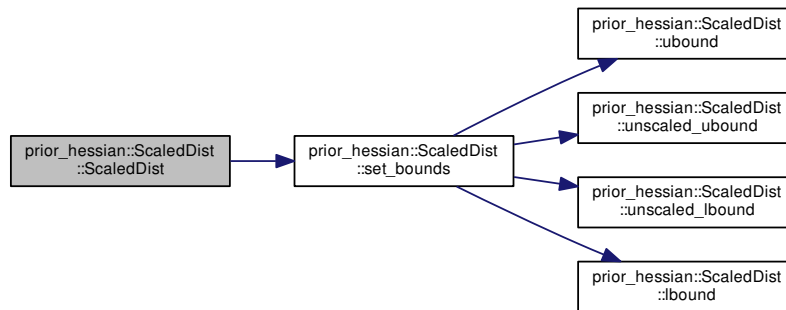 prior_hessian::ScaledDist
::ScaledDist
prior_hessian::ScaledDist
::set_bounds
prior_hessian::ScaledDist
::ubound
prior_hessian::ScaledDist
::unscaled_ubound
prior_hessian::ScaledDist
::unscaled_lbound
prior_hessian::ScaledDist
::lbound